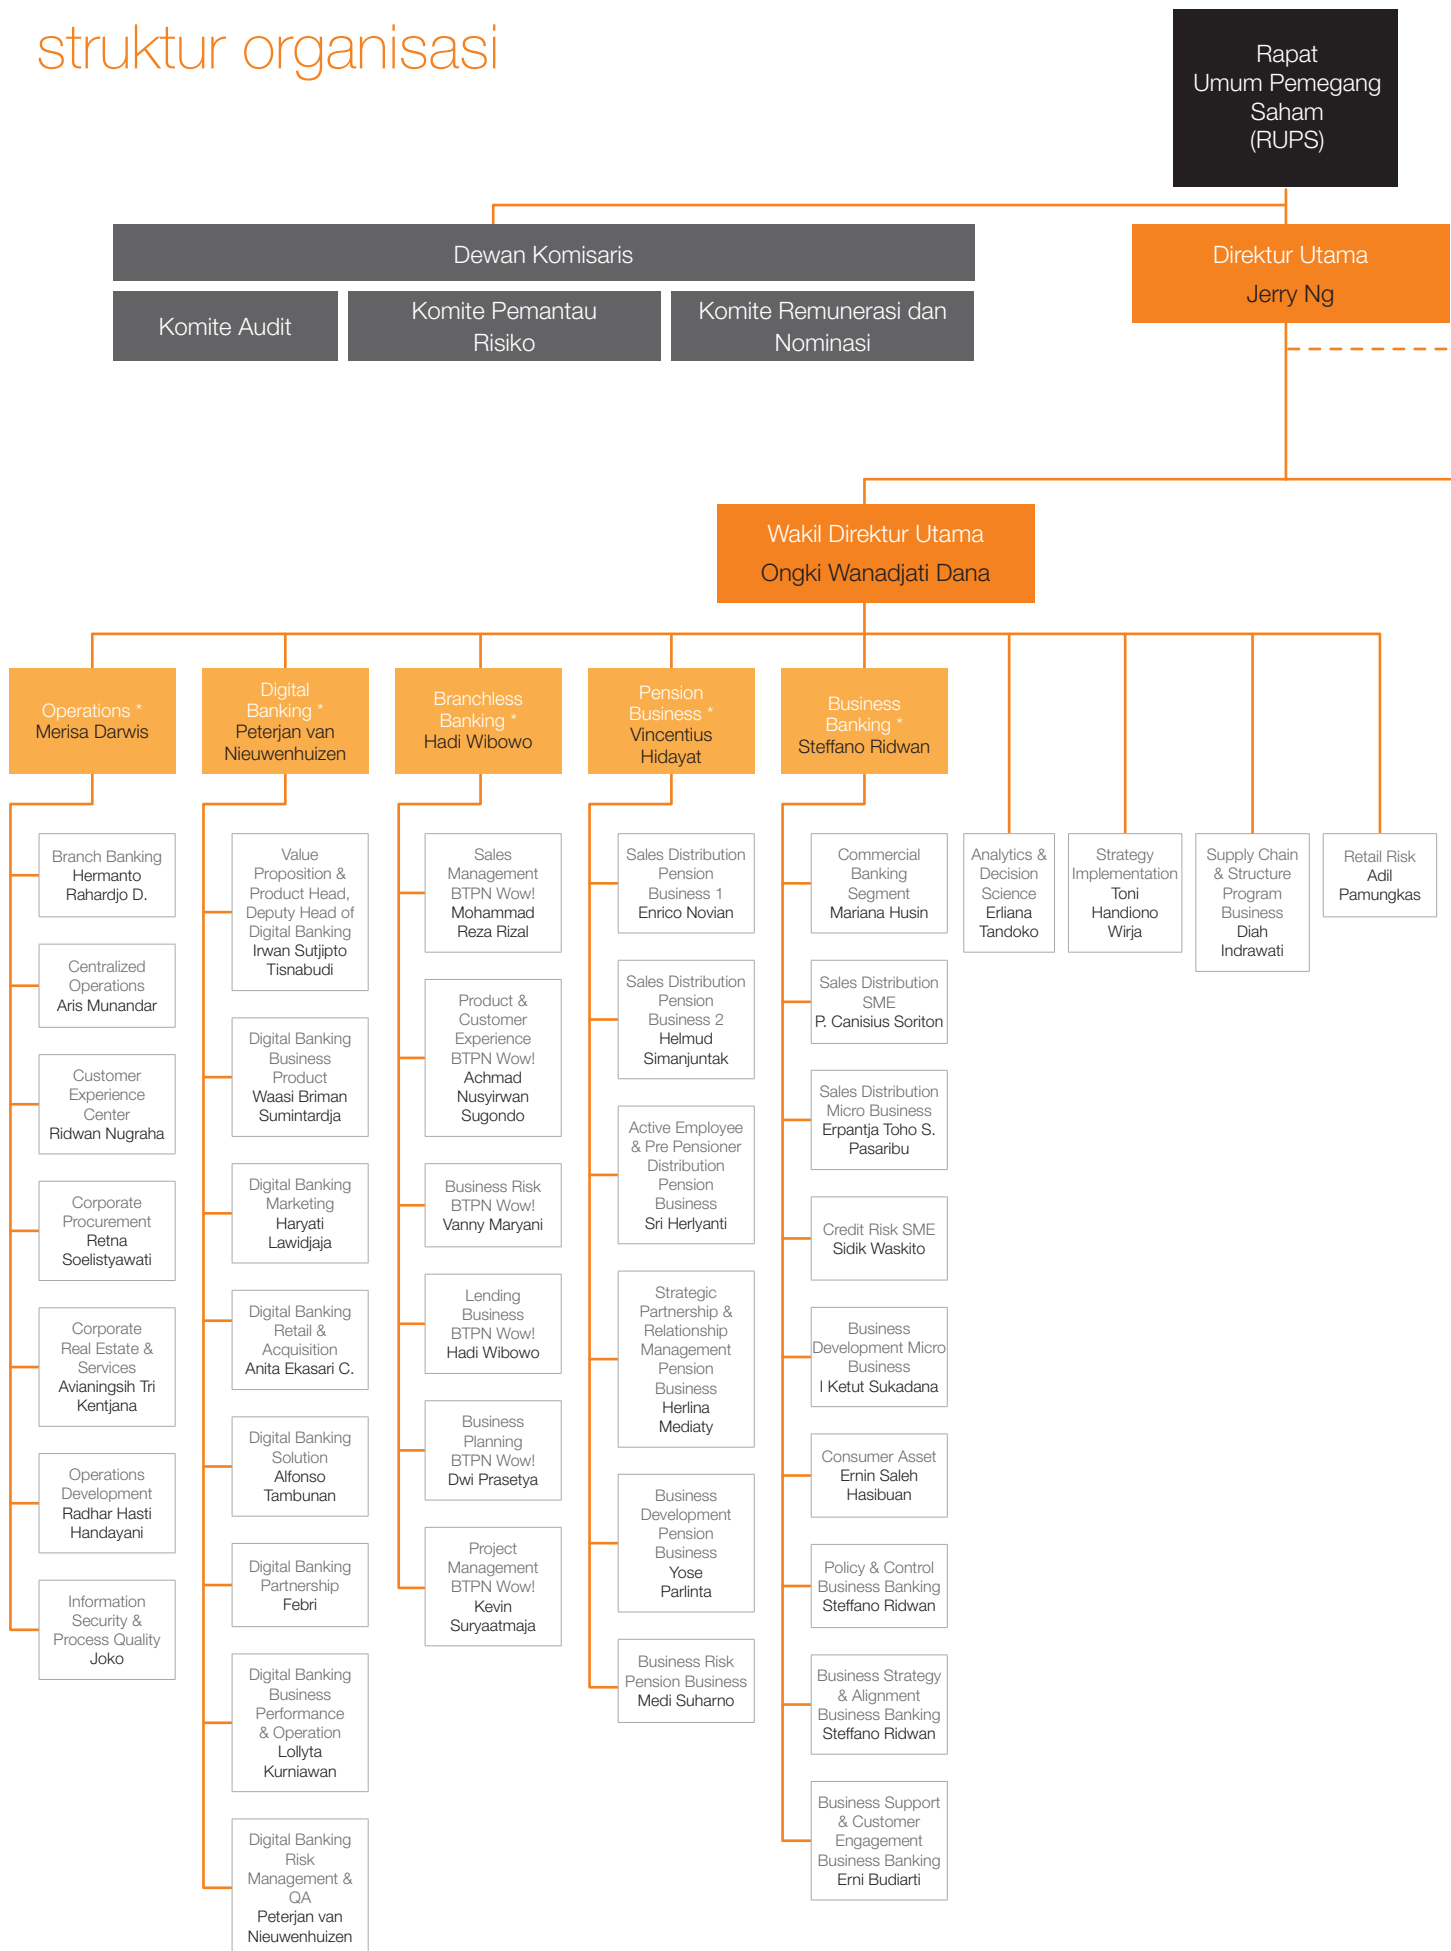 struktur organisasi
Rapat
Umum Pemegang
Saham
(RUPS)
Dewan Komisaris
Komite Audit
Komite Pemantau
Risiko
Komite Remunerasi dan
Nominasi
Direktur Utama
Jerry Ng
Wakil Direktur Utama
Ongki Wanadjati Dana
Operations *
Merisa Darwis
Digital
Banking *
Peterjan van
Nieuwenhuizen
Branchless
Banking *
Hadi Wibowo
Pension
Business *
Vincentius
Hidayat
Business
Banking *
Steffano Ridwan
Branch Banking
Hermanto
Rahardjo D.
Centralized
Operations
Aris Munandar
Customer
Experience
Center
Ridwan Nugraha
Corporate
Procurement
Retna
Soelistyawati
Corporate
Real Estate &
Services
Avianingsih Tri
Kentjana
Operations
Development
Radhar Hasti
Handayani
Information
Security &
Process Quality
Joko
Value
Proposition &
Product Head,
Deputy Head of
Digital Banking
Irwan Sutjipto
Tisnabudi
Digital Banking
Business
Product
Waasi Briman
Sumintardja
Digital Banking
Marketing
Haryati
Lawidjaja
Digital Banking
Retail &
Acquisition
Anita Ekasari C.
Digital Banking
Solution
Alfonso
Tambunan
Digital Banking
Partnership
Febri
Digital Banking
Business
Performance
& Operation
Lollyta
Kurniawan
Digital Banking
Risk
Management &
QA
Peterjan van
Nieuwenhuizen
Sales
Management
BTPN Wow!
Mohammad
Reza Rizal
Product &
Customer
Experience
BTPN Wow!
Achmad
Nusyirwan
Sugondo
Business Risk
BTPN Wow!
Vanny Maryani
Lending
Business
BTPN Wow!
Hadi Wibowo
Business
Planning
BTPN Wow!
Dwi Prasetya
Project
Management
BTPN Wow!
Kevin
Suryaatmaja
Sales Distribution
Pension
Business 1
Enrico Novian
Sales Distribution
Pension
Business 2
Helmud
Simanjuntak
Active Employee
& Pre Pensioner
Distribution
Pension
Business
Sri Herlyanti
Strategic
Partnership &
Relationship
Management
Pension
Business
Herlina
Mediaty
Business
Development
Pension
Business
Yose
Parlinta
Business Risk
Pension Business
Medi Suharno
Commercial
Banking
Segment
Mariana Husin
Sales Distribution
SME
P. Canisius Soriton
Sales Distribution
Micro Business
Erpantja Toho S.
Pasaribu
Credit Risk SME
Sidik Waskito
Business
Development Micro
Business
I Ketut Sukadana
Consumer Asset
Ernin Saleh
Hasibuan
Policy & Control
Business Banking
Steffano Ridwan
Business Strategy
& Alignment
Business Banking
Steffano Ridwan
Business Support
& Customer
Engagement
Business Banking
Erni Budiarti
Analytics &
Decision
Science
Erliana
Tandoko
Strategy
Implementation
Toni
Handiono
Wirja
Supply Chain
& Structure
Program
Business
Diah
Indrawati
Retail Risk
Adil
Pamungkas